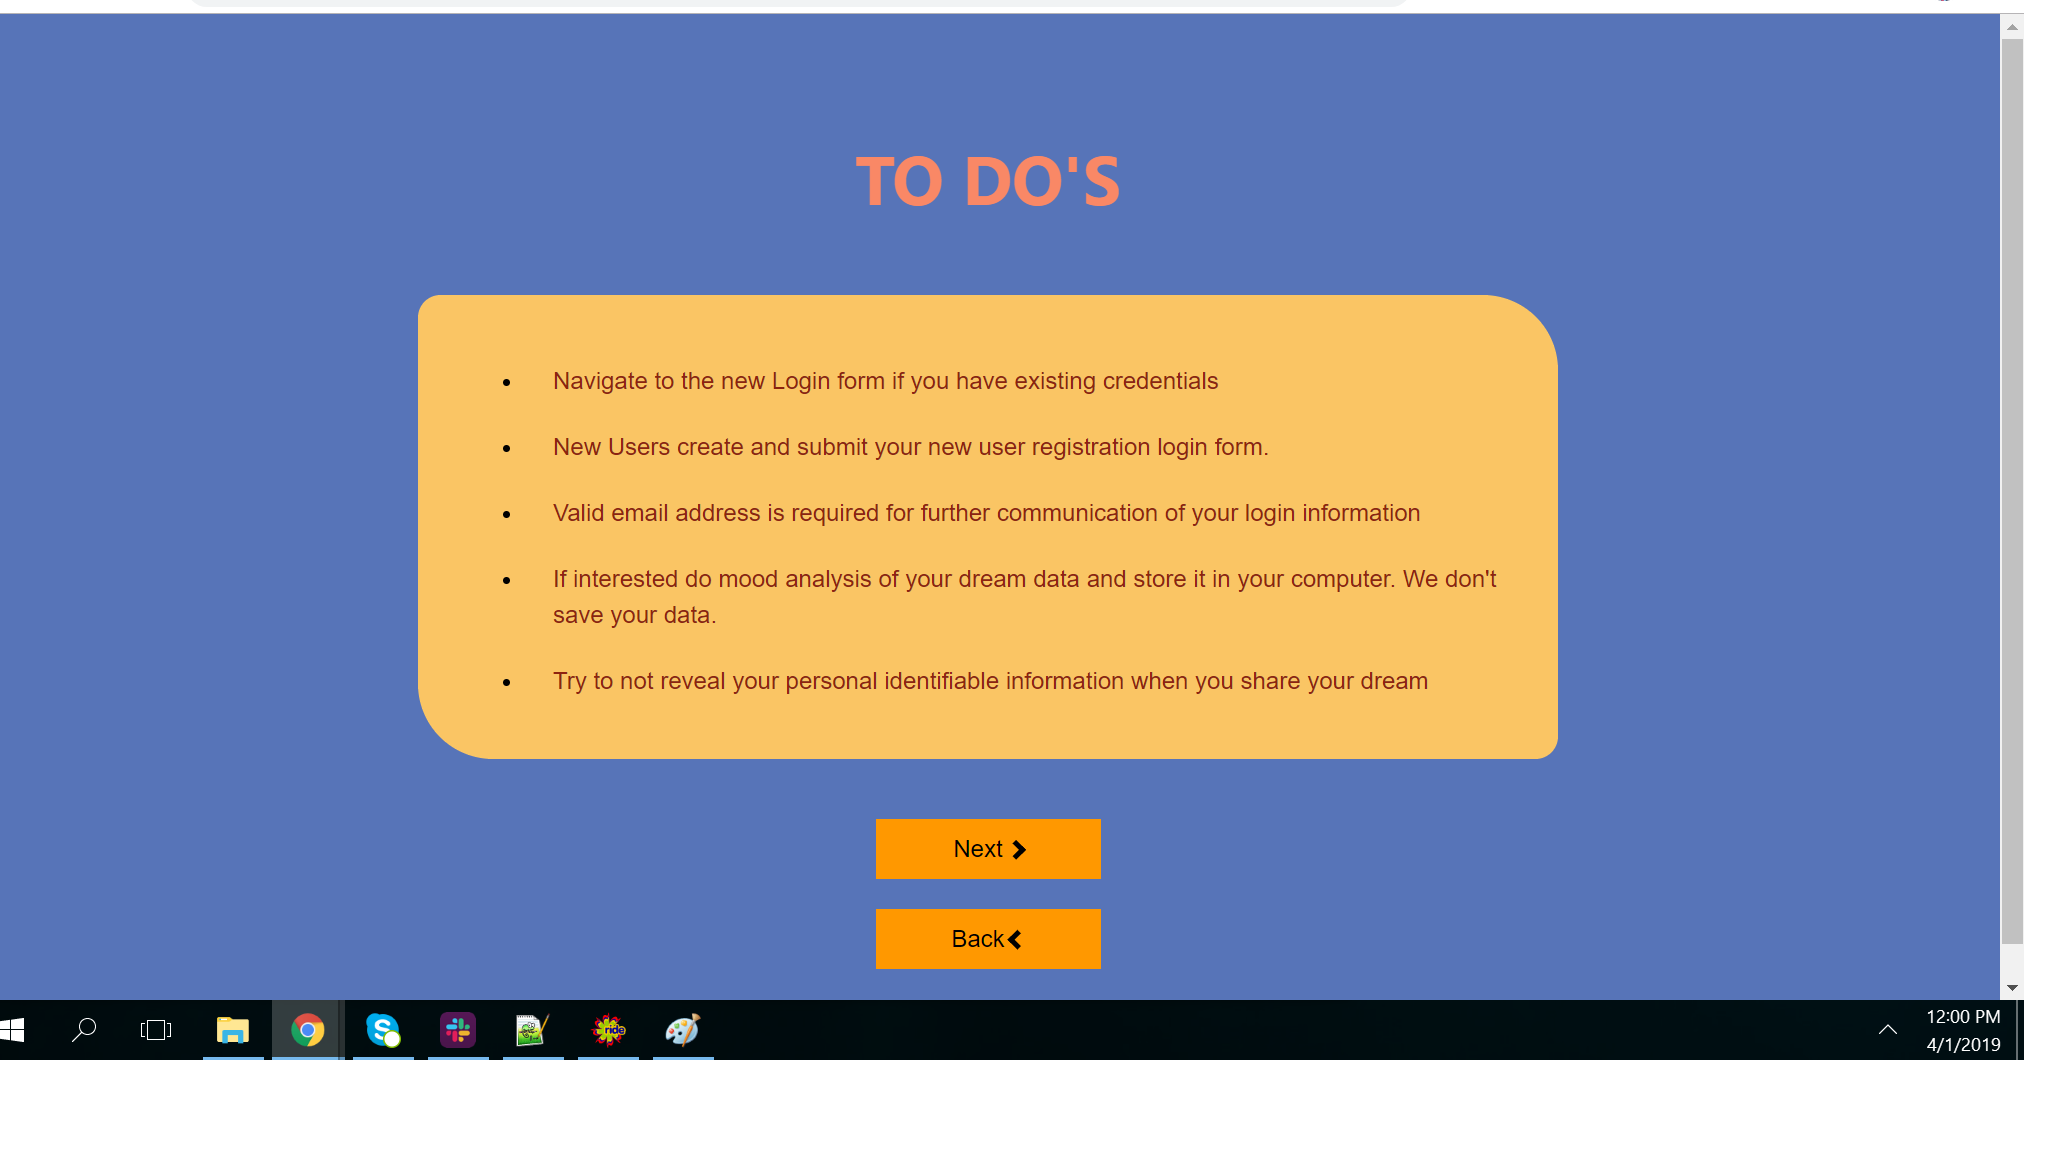 TO DO'S
• Navigate to the new Login form if you have existing credentials
• New Users create and submit your new user registration login form.
• Valid email address is required for further communication of your login information
• If interested do mood analysis of your dream data and store it in your computer. We don't
save your data.
• Try to not reveal your personal identifiable information when you share your dream
Next
Back
ride
12:00 PM
4/1/2019